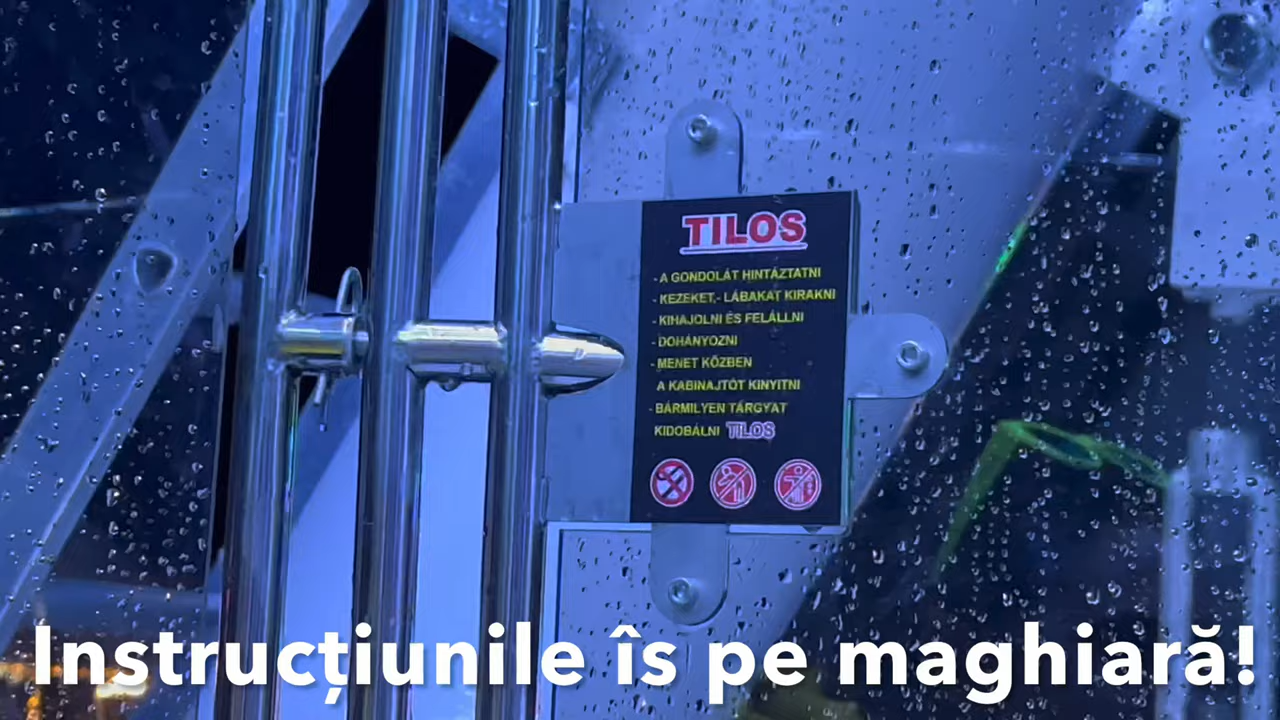 TILOS
- A GONDOLÁT HINTÁZTATNI
- KEZEKET,- LÁBAKAT KIRAKNI
- KIHAJOLNI ÉS FELÁLLNI
- DOHÁNYOZNI
- MENET KÖZBEN
A KABINAJTÓT KINYITNI
- BÁRMILYEN TÁRGYAT
KIDOBÁLNI TILOS
Instrucțiunile îs pe maghiară!